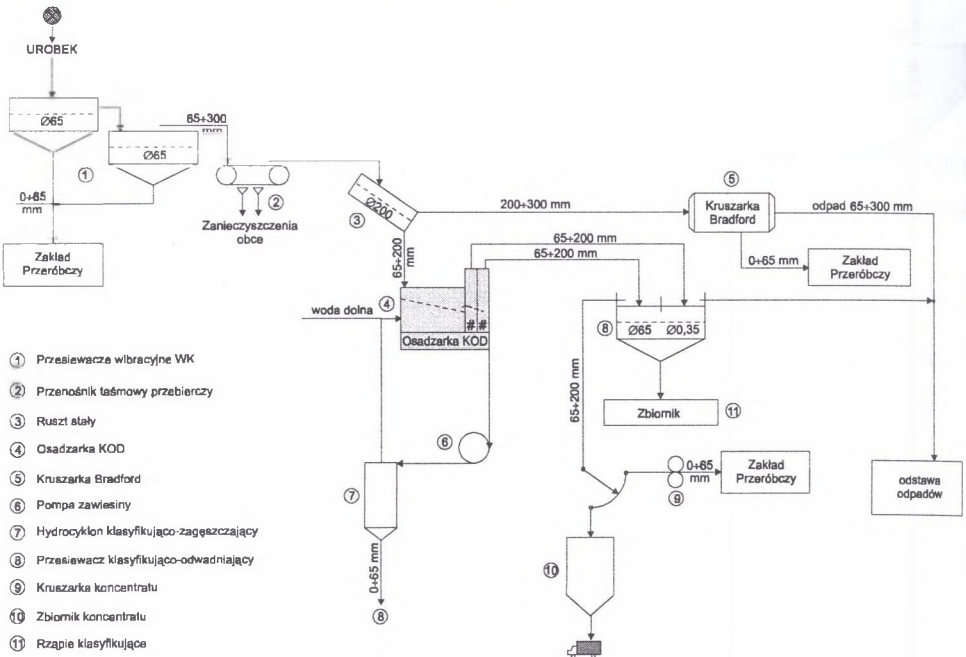 UROBEK
Ø65
65÷300
mm
Ø65
①
0÷65
mm
②
Zanieczyszczenia
obce
Zakład
Przeróbczy
Ø200
③
200÷300 mm
⑤
Kruszarka
Bradford
odpad 65÷300 mm
0÷65 mm
Zakład
Przeróbczy
65÷200
mm
65÷200 mm
65÷200 mm
④
woda dolna
# #
Osadzarka KOD
⑧
Ø65 Ø0,35
65÷200 mm
Zbiornik
⑪
⑥
⑦
0÷65 mm
⑧
0÷65
mm
⑨
Zakład
Przeróbczy
odstawa
odpadów
⑩
① Przesiewacze wibracyjne WK
② Przenośnik taśmowy przebierczy
③ Ruszt stały
④ Osadzarka KOD
⑤ Kruszarka Bradford
⑥ Pompa zawiesiny
⑦ Hydrocyklon klasyfikująco-zagęszczający
⑧ Przesiewacz klasyfikująco-odwadniający
⑨ Kruszarka koncentratu
⑩ Zbiornik koncentratu
⑪ Rząpie klasyfikujące